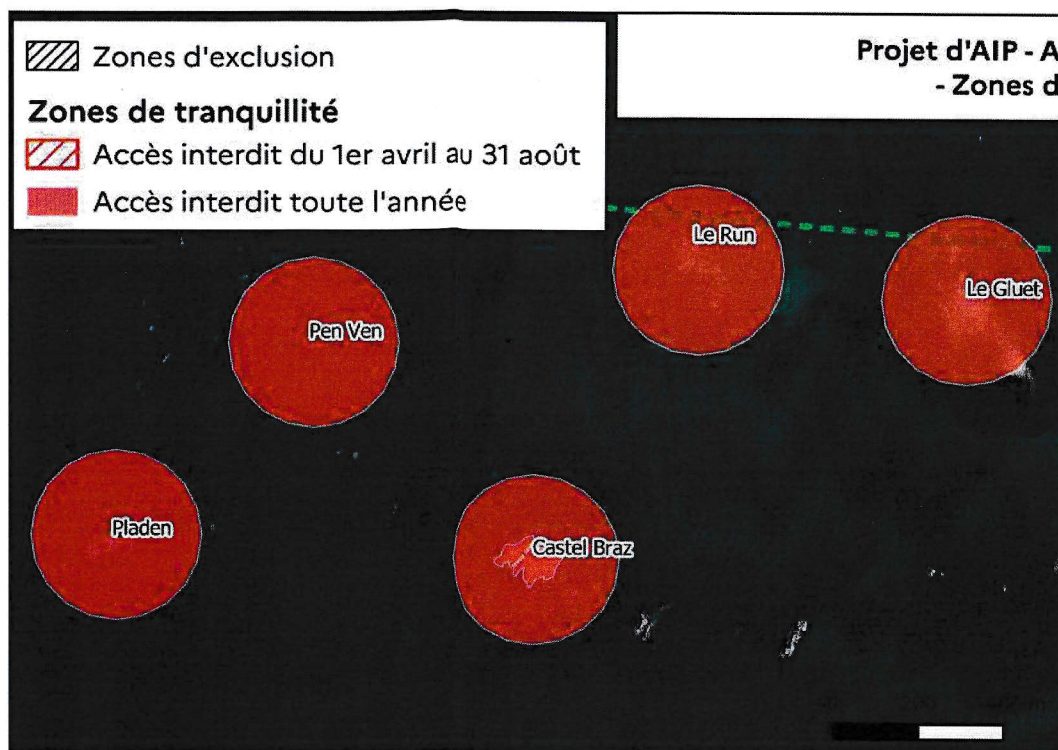 Zones d'exclusion
Zones de tranquillité
Accès interdit du 1er avril au 31 août
Accès interdit toute l'année
Projet d'AIP - A
- Zones d
Le Run
Le Gluet
Pen Ven
Pladen
Castel Braz